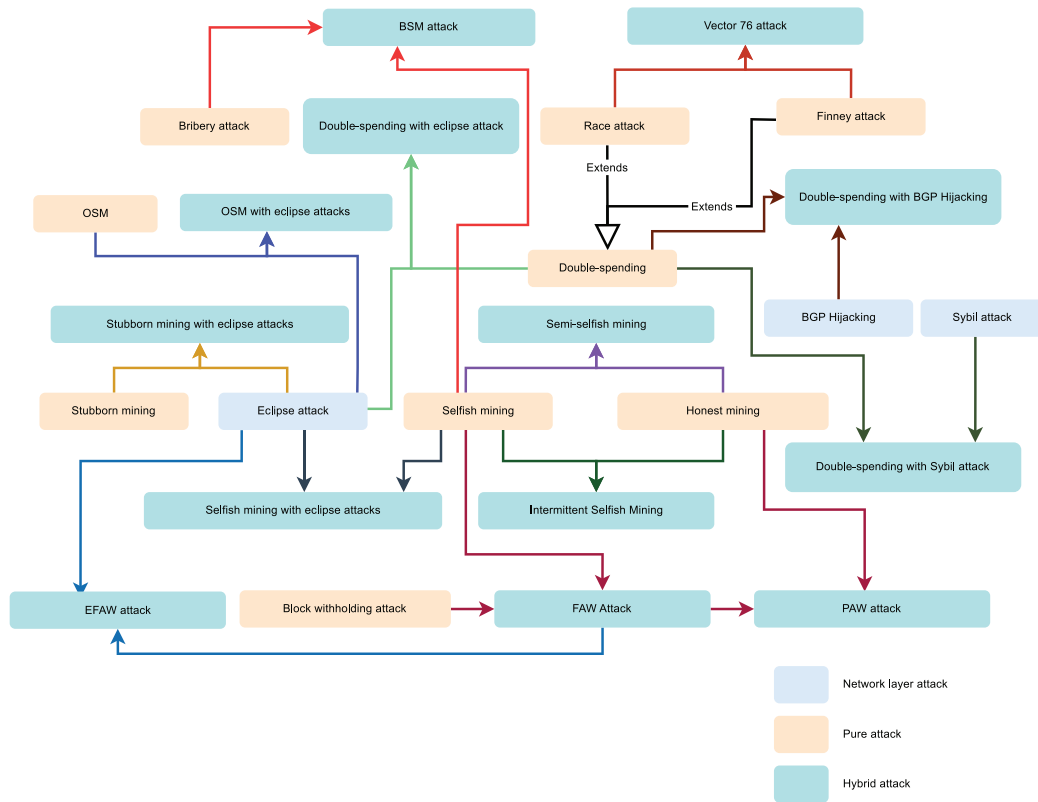 BSM attack
Vector 76 attack
Bribery attack
Double-spending with eclipse attack
Race attack
Finney attack
Extends
OSM
OSM with eclipse attacks
Extends
Double-spending with BGP Hijacking
Double-spending
Stubborn mining with eclipse attacks
Semi-selfish mining
BGP Hijacking
Sybil attack
Stubborn mining
Eclipse attack
Selfish mining
Honest mining
Double-spending with Sybil attack
Selfish mining with eclipse attacks
Intermittent Selfish Mining
EFAW attack
Block withholding attack
FAW Attack
PAW attack
Network layer attack
Pure attack
Hybrid attack